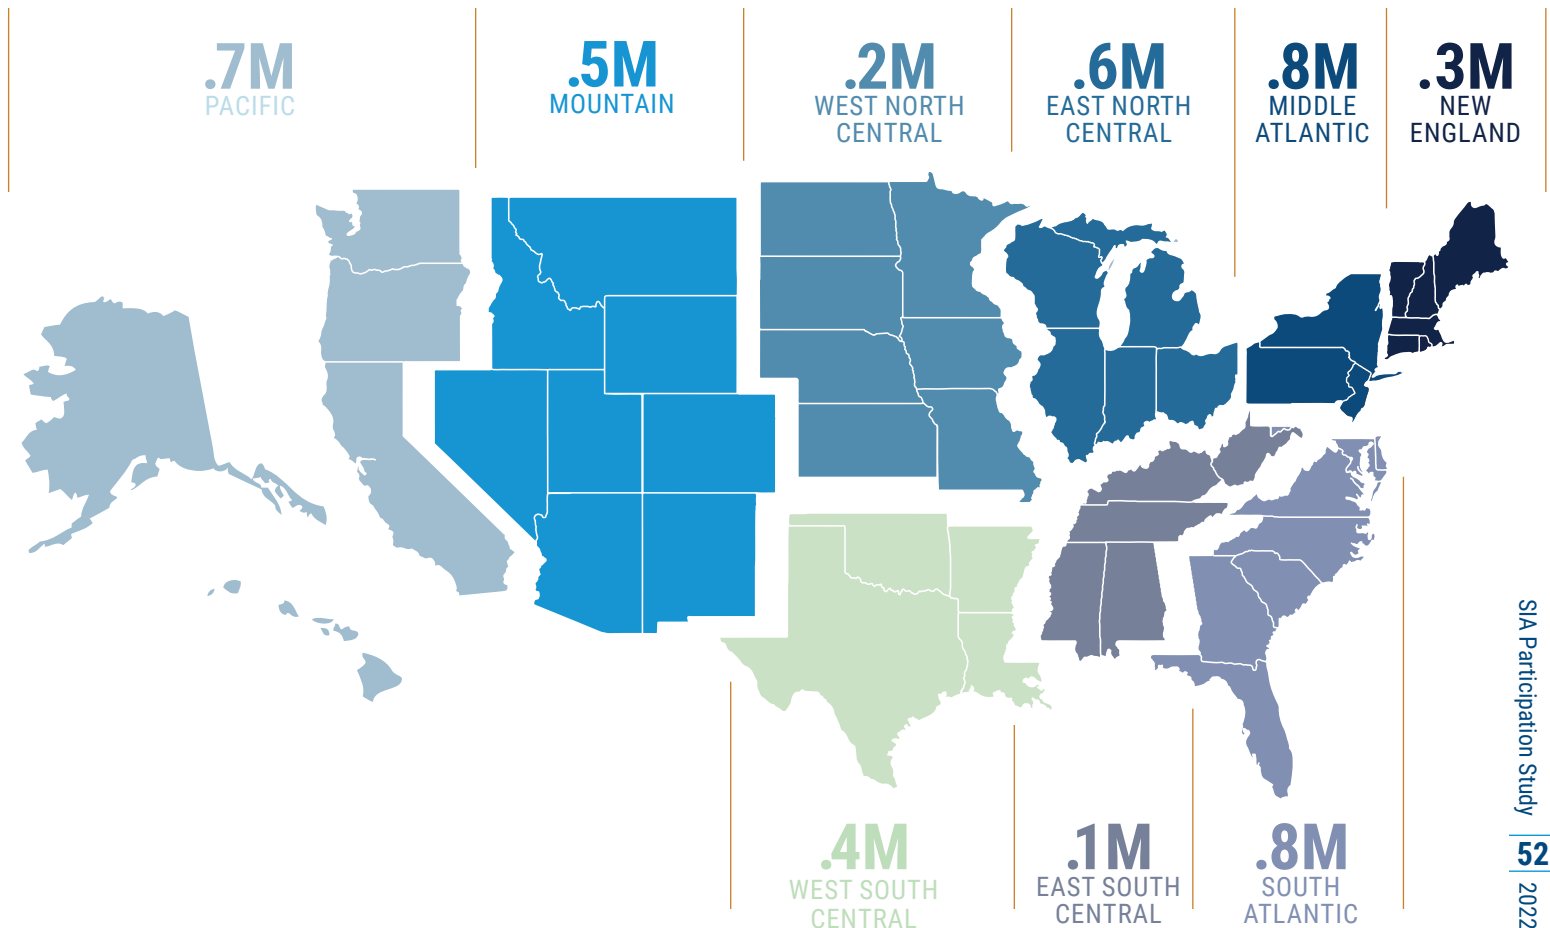 .7M
PACIFIC
.5M
MOUNTAIN
.2M
WEST NORTH
CENTRAL
.6M
EAST NORTH
CENTRAL
.8M
MIDDLE
ATLANTIC
.3M
NEW
ENGLAND
.4M
WEST SOUTH
CENTRAL
.1M
EAST SOUTH
CENTRAL
.8M
SOUTH
ATLANTIC
SIA Participation Study
52
2022